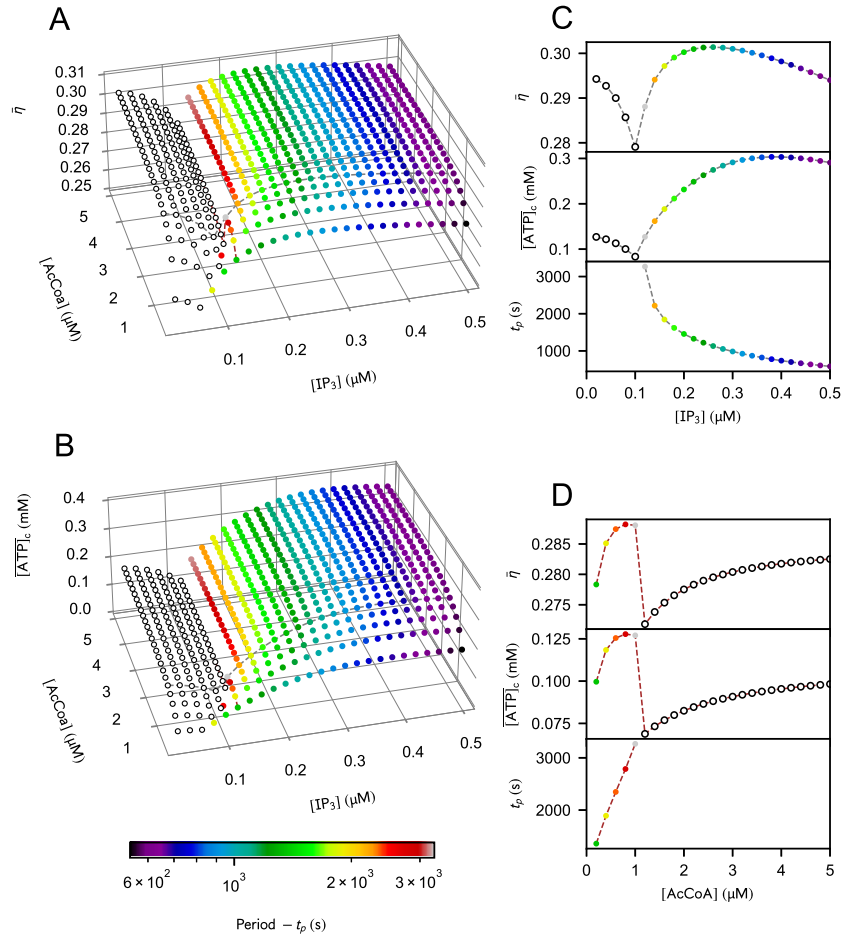 A
0.31
0.30
0.29
0.28
0.27
0.26
0.25
η̄
5
4
3
2
1
[AcCoa] (μM)
0.1
0.2
0.3
0.4
0.5
[IP₃] (μM)
B
0.4
0.3
0.2
0.1
0.0
[ATP]c (mM)
5
4
3
2
1
[AcCoa] (μM)
0.1
0.2
0.3
0.4
0.5
[IP₃] (μM)
6 × 10² 10³ 2 × 10³ 3 × 10³
Period − tₚ (s)
C
0.30
0.29
0.28
η̄
0.3
0.2
0.1
[ATP]c (mM)
3000
2000
1000
tₚ (s)
0.0 0.1 0.2 0.3 0.4 0.5
[IP₃] (μM)
D
0.285
0.280
0.275
η̄
0.125
0.100
0.075
[ATP]c (mM)
3000
2000
tₚ (s)
0 1 2 3 4 5
[AcCoA] (μM)